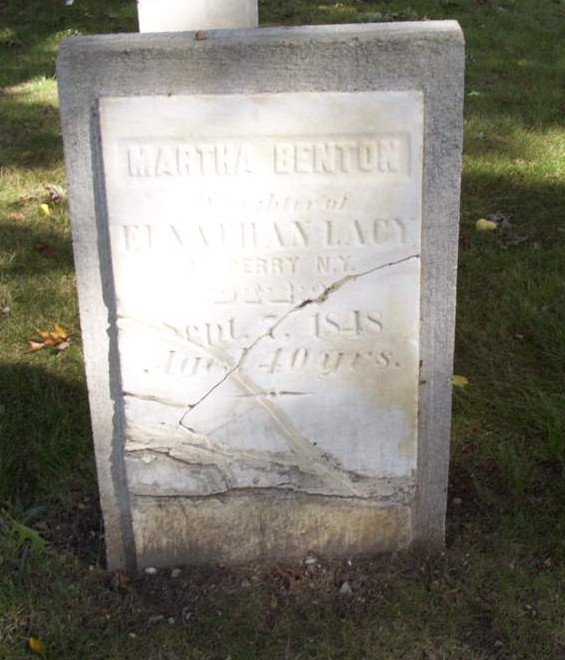 MARTHA BENTON
Daughter of
ELNATHAN LACY
PERRY N.Y.
DIED
Sept. 7, 1848
Aged 40 yrs.